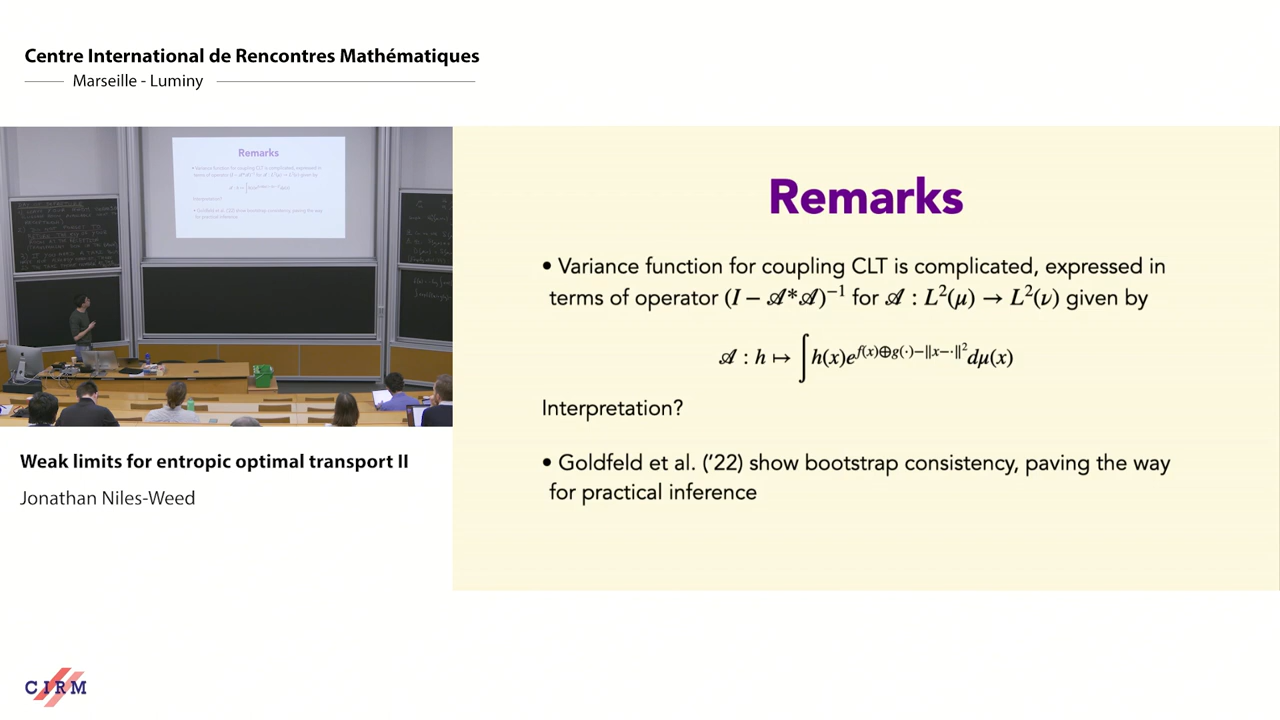 Centre International de Rencontres Mathématiques
Marseille - Luminy
Remarks
• Variance function for coupling CLT is complicated, expressed in
terms of operator (I − 𝒜*𝒜)⁻¹ for 𝒜 : L²(μ) → L²(ν) given by
𝒜 : h ↦ ∫ h(x)e^{f(x)⊕g(·)−‖x−·‖²}dμ(x)
Interpretation?
• Goldfeld et al. ('22) show bootstrap consistency, paving the way
for practical inference
Weak limits for entropic optimal transport II
Jonathan Niles-Weed
CIRM